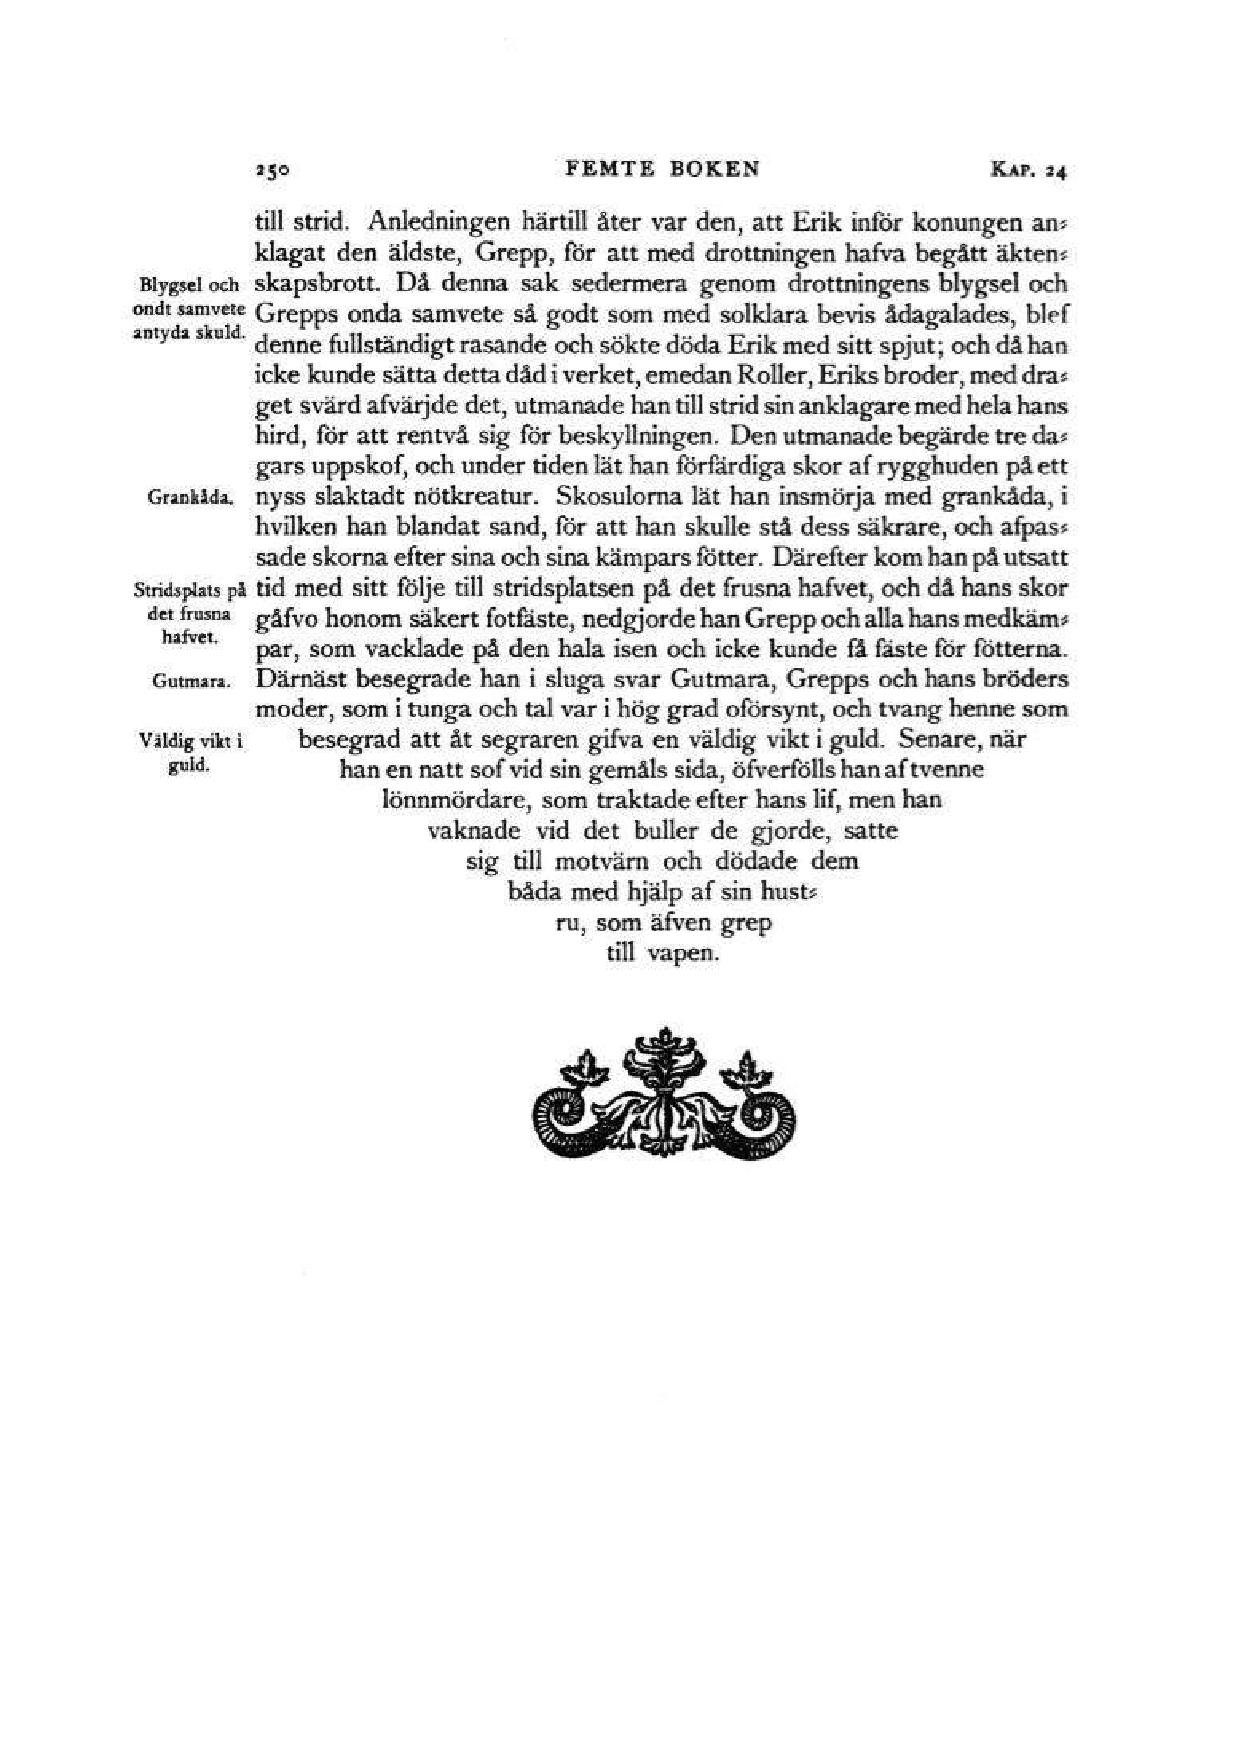 250 FEMTE BOKEN KAP. 24
till strid. Anledningen härtill åter var den, att Erik inför konungen an-
klagat den äldste, Grepp, för att med drottningen hafva begått äkten-
Blygsel och skapsbrott. Då denna sak sedermera genom drottningens blygsel och
ondt samvete Grepps onda samvete så godt som med solklara bevis ådagalades, blef
antyda skuld. denne fullständigt rasande och sökte döda Erik med sitt spjut; och då han
icke kunde sätta detta dåd i verket, emedan Roller, Eriks broder, med dra-
get svärd afvärjde det, utmanade han till strid sin anklagare med hela hans
hird, för att rentvå sig för beskyllningen. Den utmanade begärde tre da-
gars uppskof, och under tiden lät han förfärdiga skor af rygghuden på ett
Grankåda. nyss slaktadt nötkreatur. Skosulorna lät han insmörja med grankåda, i
hvilken han blandat sand, för att han skulle stå dess säkrare, och afpas-
sade skorna efter sina och sina kämpars fötter. Därefter kom han på utsatt
Stridsplats på tid med sitt följe till stridsplatsen på det frusna hafvet, och då hans skor
det frusna gåfvo honom säkert fotfäste, nedgjorde han Grepp och alla hans medkäm-
hafvet. par, som vacklade på den hala isen och icke kunde få fäste för fötterna.
Gutmara. Därnäst besegrade han i sluga svar Gutmara, Grepps och hans bröders
moder, som i tunga och tal var i hög grad oförsynt, och tvang henne som
Väldig vikt i besegrad att åt segraren gifva en väldig vikt i guld. Senare, när
guld. han en natt sof vid sin gemåls sida, öfverfölls han af tvenne
lönnmördare, som traktade efter hans lif, men han
vaknade vid det buller de gjorde, satte
sig till motvärn och dödade dem
båda med hjälp af sin hust-
ru, som äfven grep
till vapen.